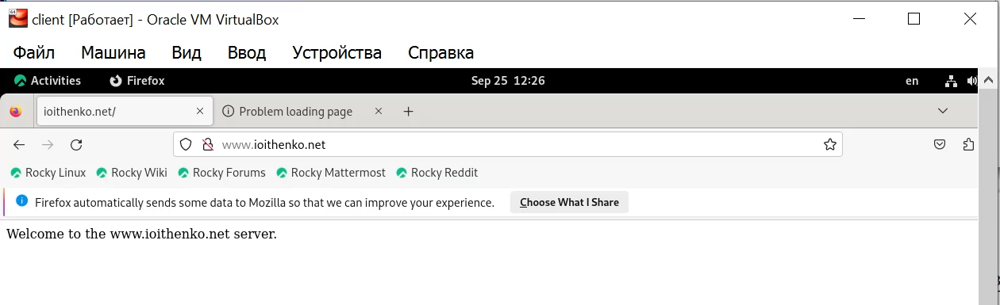 client [Работает] - Oracle VM VirtualBox
Файл Машина Вид Ввод Устройства Справка
Activities Firefox Sep 25 12:26 en
ioithenko.net/ Problem loading page
www.ioithenko.net
Rocky Linux Rocky Wiki Rocky Forums Rocky Mattermost Rocky Reddit
Firefox automatically sends some data to Mozilla so that we can improve your experience. Choose What I Share
Welcome to the www.ioithenko.net server.